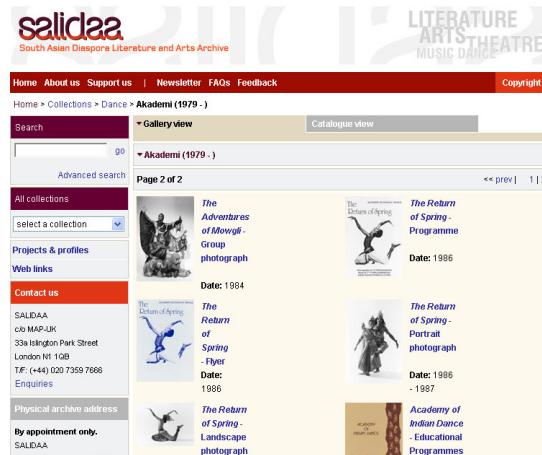 salidaa
South Asian Diaspora Literature and Arts Archive
LITERATURE
ARTS
THEATRE
MUSIC DANCE
Home About us Support us | Newsletter FAQs Feedback
Copyright
Home > Collections > Dance > Akademi (1979 - )
Search
go
Advanced search
All collections
select a collection
Projects & profiles
Web links
Contact us
SALIDAA
c/o MAP-UK
33a Islington Park Street
London N1 1QB
T/F: (+44) 020 7359 7666
Enquiries
Physical archive address
By appointment only.
SALIDAA
Gallery view
Catalogue view
Akademi (1979 - )
Page 2 of 2
<< prev | 1 |
The
Adventures
of Mowgli -
Group
photograph
Date: 1984
The
Return of Spring
The Return
of Spring -
Programme
Date: 1986
The
Return of Spring
The
Return
of
Spring
- Flyer
Date:
1986
The Return
of Spring -
Portrait
photograph
Date: 1986
- 1987
The Return
of Spring -
Landscape
photograph
ACADEMY OF
INDIAN DANCE
Academy of
Indian Dance
- Educational
Programmes